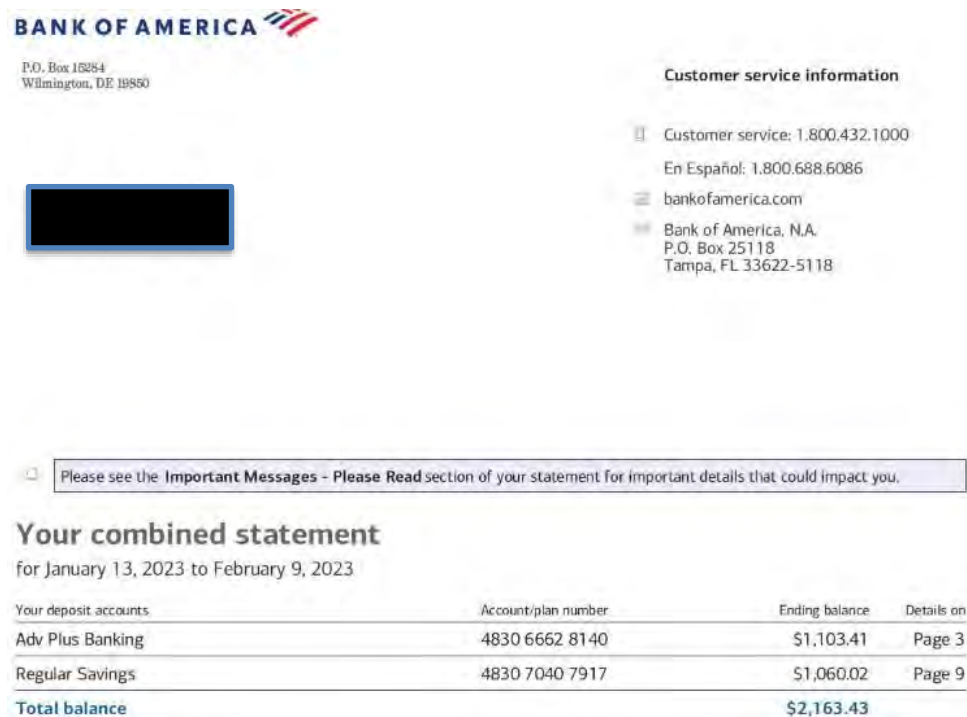 BANK OF AMERICA
P.O. Box 15284
Wilmington, DE 19850
Customer service information
Customer service: 1.800.432.1000
En Español: 1.800.688.6086
bankofamerica.com
Bank of America, N.A.
P.O. Box 25118
Tampa, FL 33622-5118
Please see the Important Messages - Please Read section of your statement for important details that could impact you.
Your combined statement
for January 13, 2023 to February 9, 2023
Your deposit accounts Account/plan number Ending balance Details on
Adv Plus Banking 4830 6662 8140 $1,103.41 Page 3
Regular Savings 4830 7040 7917 $1,060.02 Page 9
Total balance $2,163.43